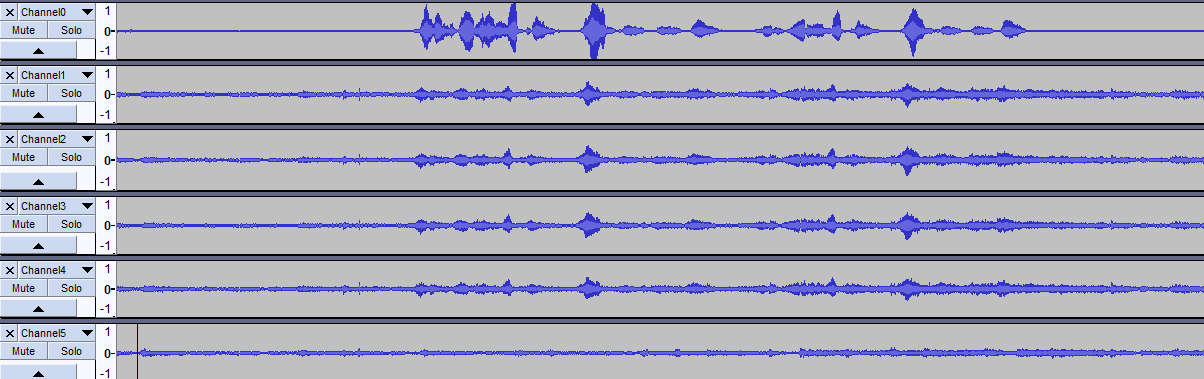 Channel0 1
Mute Solo 0-
-1
Channel1 1
Mute Solo 0-
-1
Channel2 1
Mute Solo 0-
-1
Channel3 1
Mute Solo 0-
-1
Channel4 1
Mute Solo 0-
-1
Channel5 1
Mute Solo 0-
-1